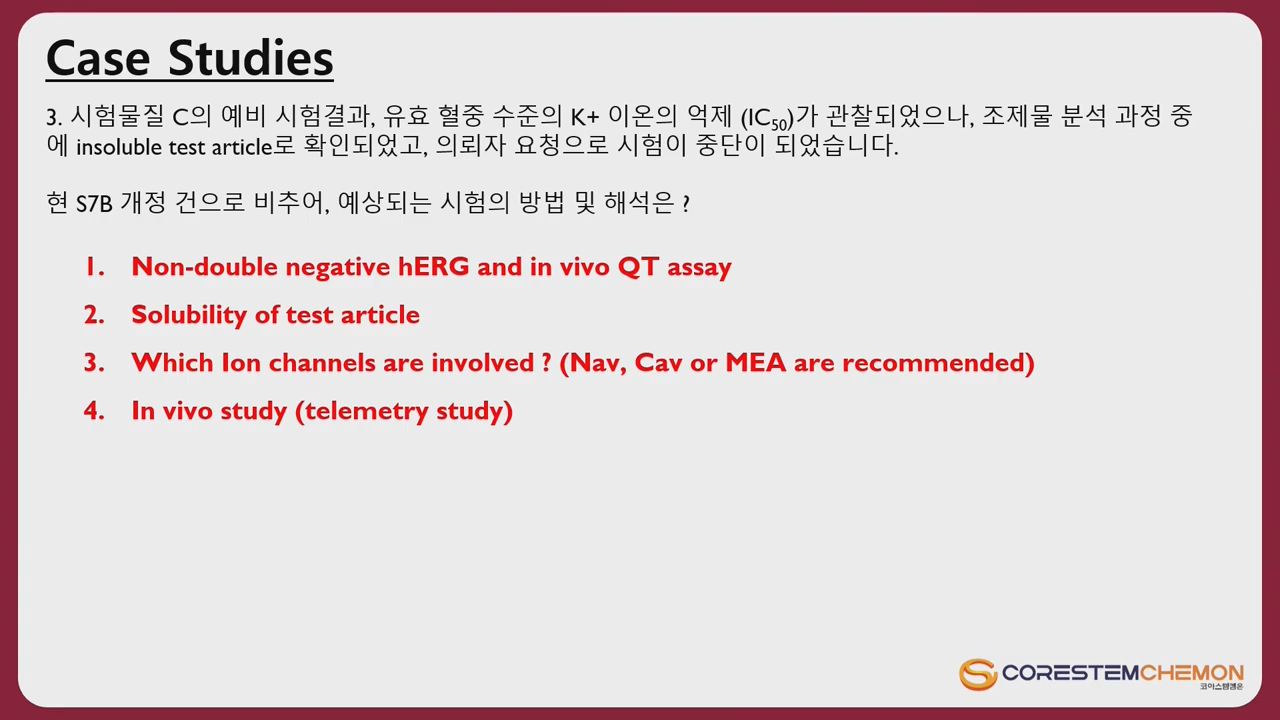 Case Studies
3. 시험물질 C의 예비 시험결과, 유효 혈중 수준의 K+ 이온의 억제 (IC50)가 관찰되었으나, 조제물 분석 과정 중
에 insoluble test article로 확인되었고, 의뢰자 요청으로 시험이 중단이 되었습니다.
현 S7B 개정 건으로 비추어, 예상되는 시험의 방법 및 해석은 ?
1. Non-double negative hERG and in vivo QT assay
2. Solubility of test article
3. Which Ion channels are involved ? (Nav, Cav or MEA are recommended)
4. In vivo study (telemetry study)
CORESTEMCHEMON
코아스템켐온